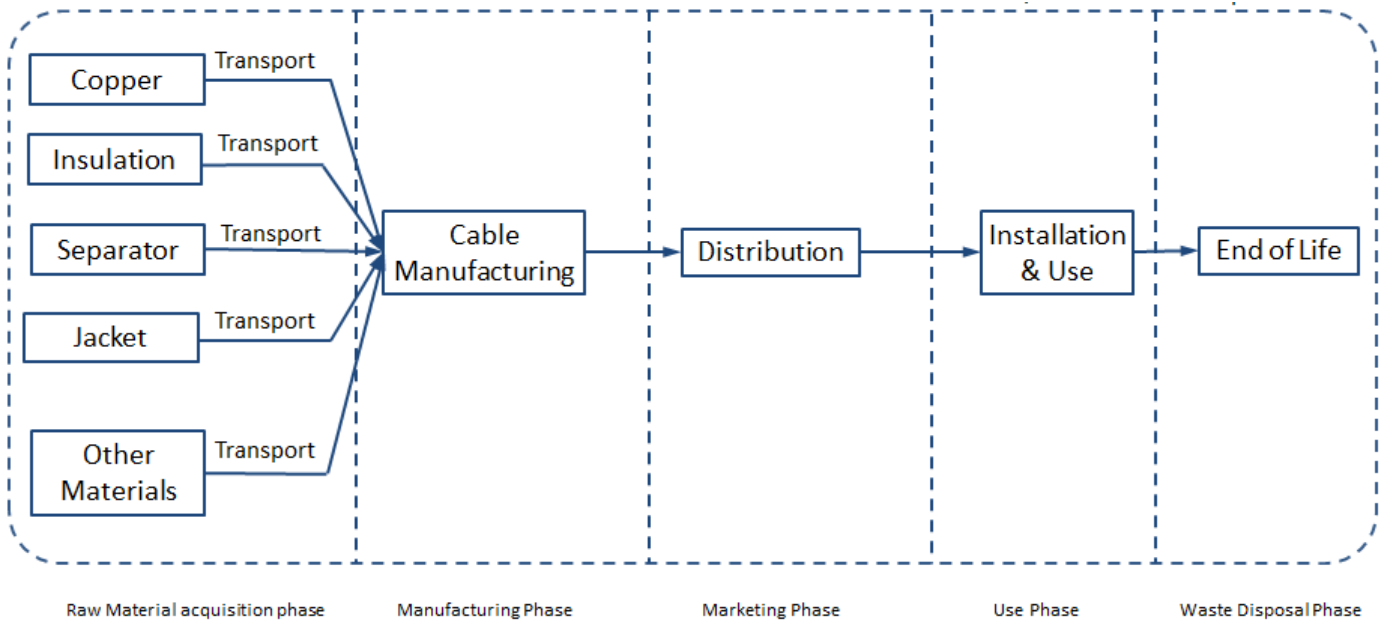 Copper
Transport
Insulation
Transport
Separator
Transport
Jacket
Transport
Other
Materials
Transport
Cable
Manufacturing
Distribution
Installation
& Use
End of Life
Raw Material acquisition phase
Manufacturing Phase
Marketing Phase
Use Phase
Waste Disposal Phase